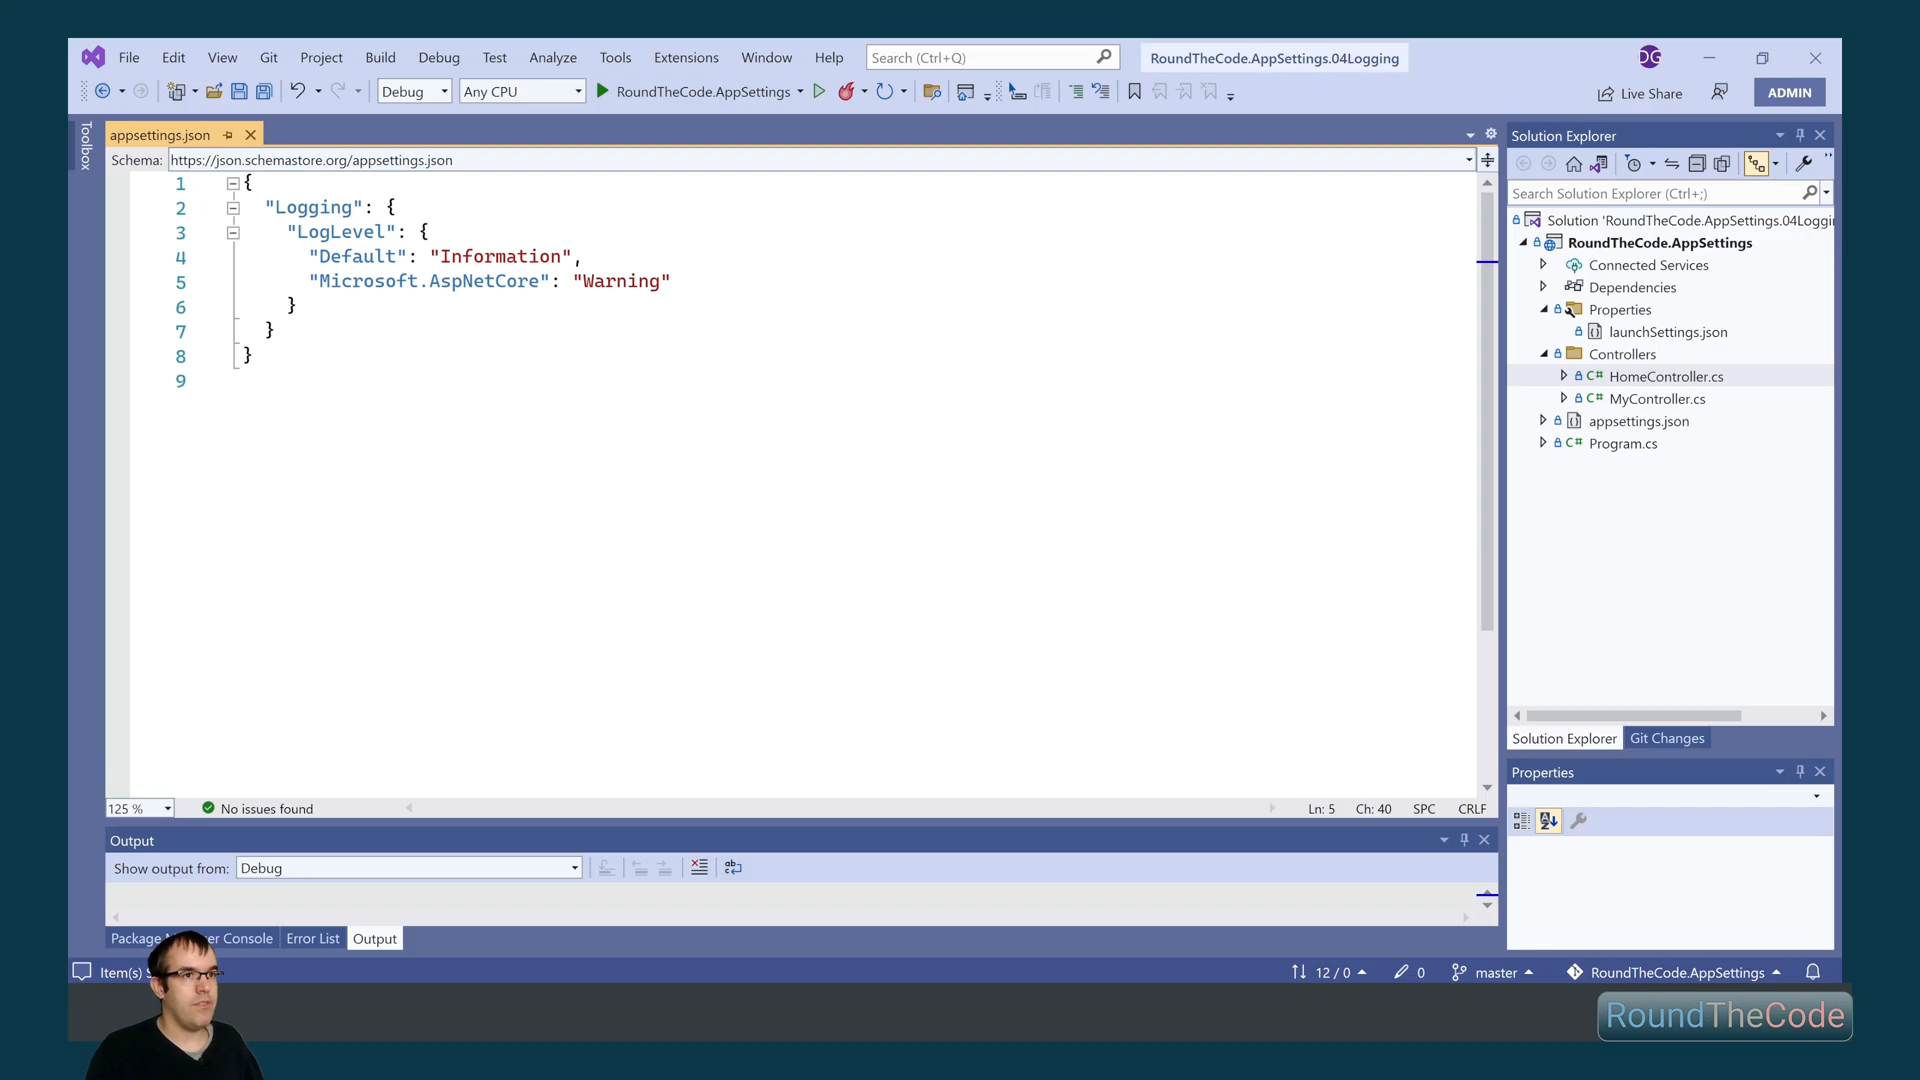 File Edit View Git Project Build Debug Test Analyze Tools Extensions Window Help Search (Ctrl+Q) RoundTheCode.AppSettings.04Logging DG
Debug Any CPU RoundTheCode.AppSettings Live Share ADMIN
Toolbox
appsettings.json
Schema: https://json.schemastore.org/appsettings.json
1 {
2 "Logging": {
3 "LogLevel": {
4 "Default": "Information",
5 "Microsoft.AspNetCore": "Warning"
6 }
7 }
8 }
9
125 % No issues found Ln: 5 Ch: 40 SPC CRLF
Output
Show output from: Debug
Package er Console Error List Output
Solution Explorer
Search Solution Explorer (Ctrl+;)
Solution 'RoundTheCode.AppSettings.04Loggi
RoundTheCode.AppSettings
Connected Services
Dependencies
Properties
launchSettings.json
Controllers
C# HomeController.cs
C# MyController.cs
appsettings.json
C# Program.cs
Solution Explorer Git Changes
Properties
Item(s) 12 / 0 0 master RoundTheCode.AppSettings
RoundTheCode